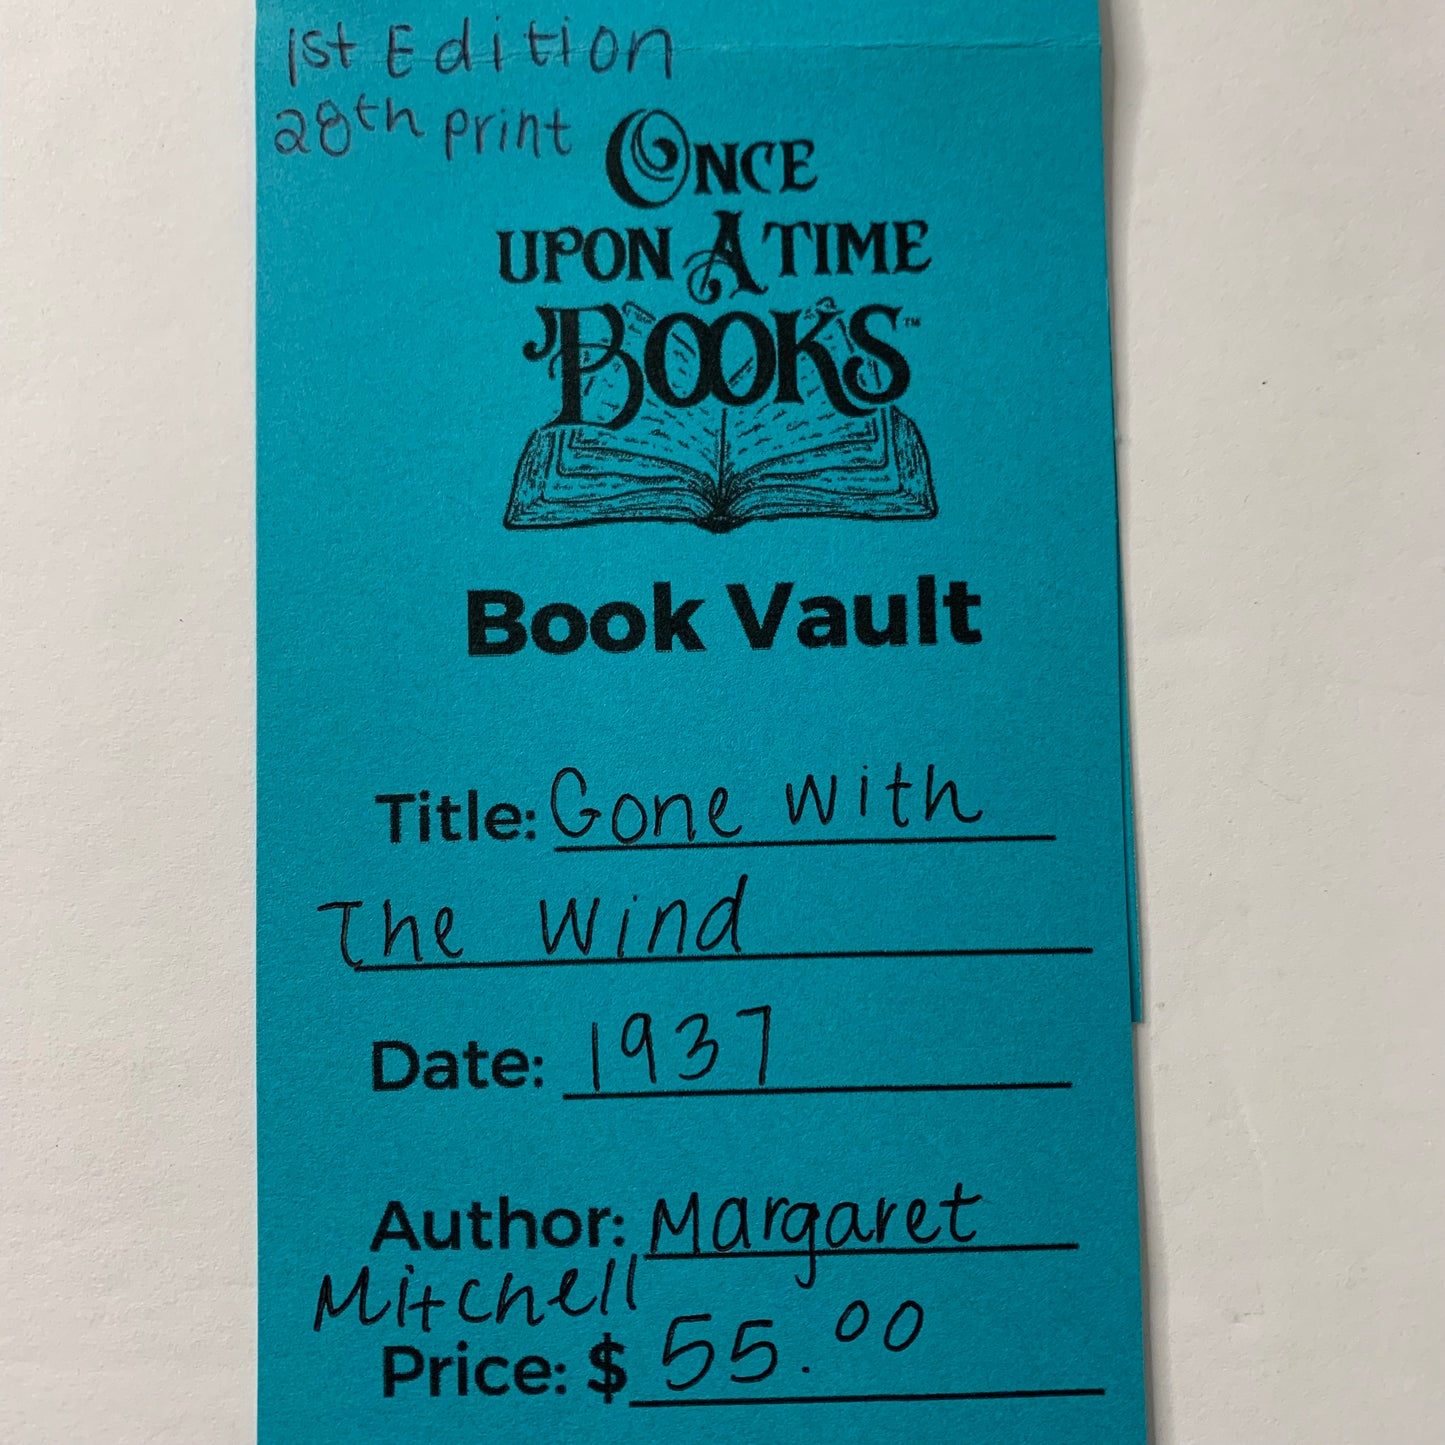 1st Edition
28th print
ONCE
UPON A TIME
BOOKS™
Book Vault
Title: Gone with
The Wind
Date: 1937
Author: Margaret
Mitchell
Price: $ 55.00